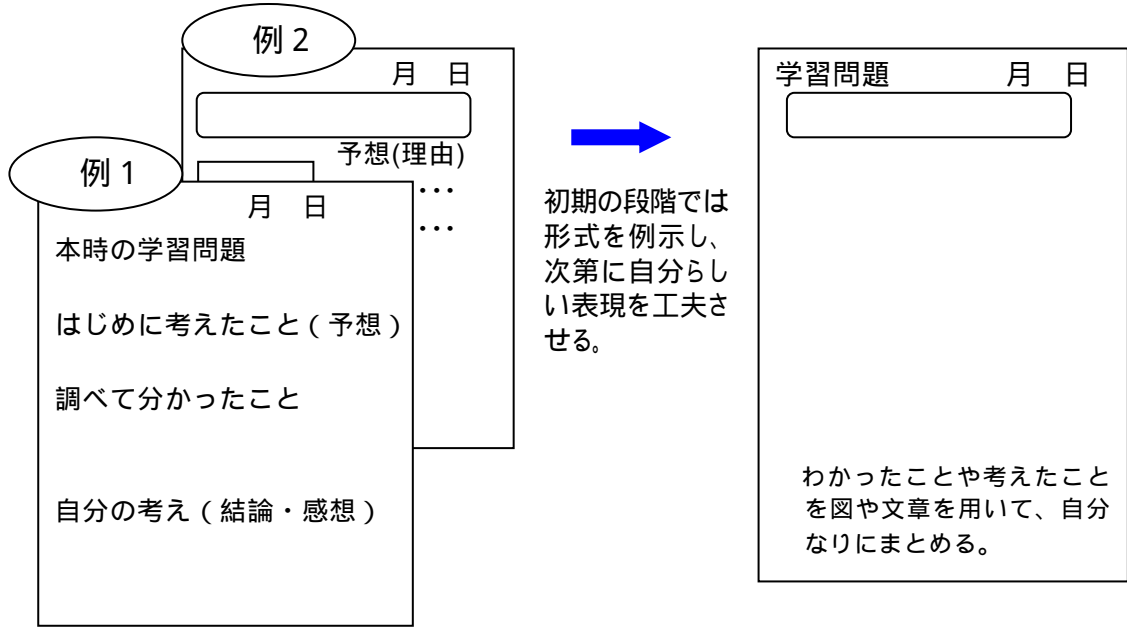 例2
月 日
予想(理由)
・・・
・・・
例1
月 日
本時の学習問題
はじめに考えたこと(予想)
調べて分かったこと
自分の考え(結論・感想)
初期の段階では
形式を例示し、
次第に自分らし
い表現を工夫さ
せる。
学習問題 月 日
わかったことや考えたこと
を図や文章を用いて、自分
なりにまとめる。